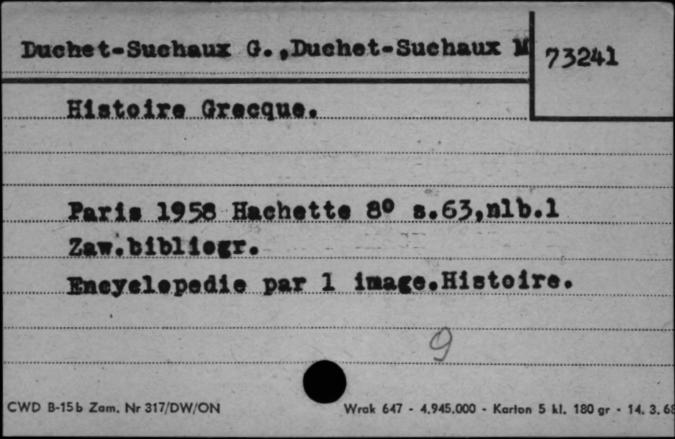 Duchet-Suchaux G.,Duchet-Suchaux M
73241
Histoire Grecque.
Paris 1958 Hachette 8º s.63,nlb.1
Zaw.bibliogr.
Encyclopedie par l image.Histoire.
9
CWD B-15b Zam. Nr 317/DW/ON
Wrak 647 - 4,945.000 - Karton 5 kl. 180 gr - 14. 3. 68